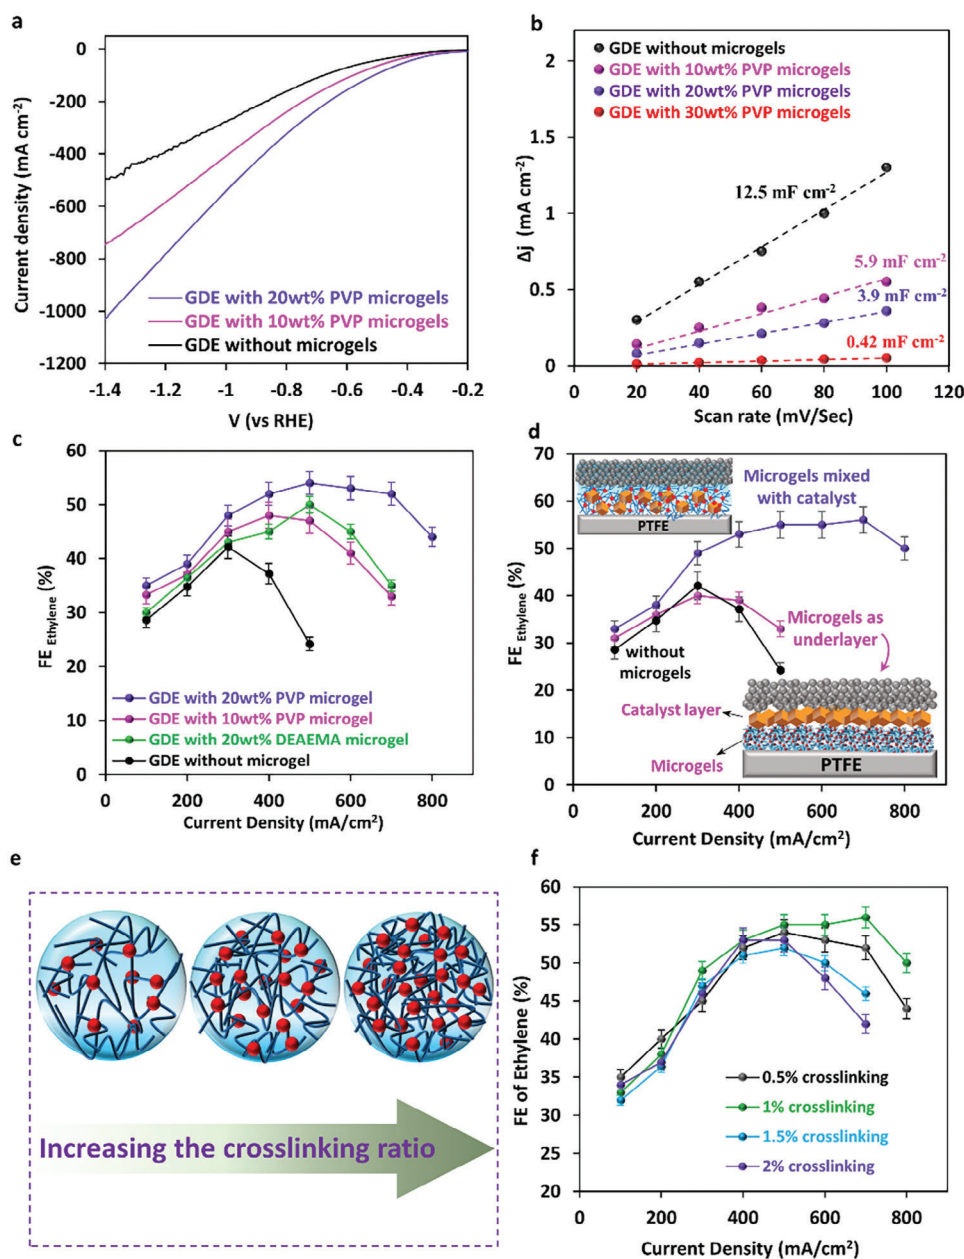 a
0
-200
-400
-600
-800
-1000
-1200
Current density (mA cm-2)
GDE with 20wt% PVP microgels
GDE with 10wt% PVP microgels
GDE without microgels
-1.4
-1.2
-1
-0.8
-0.6
-0.4
-0.2
V (vs RHE)
b
GDE without microgels
GDE with 10wt% PVP microgels
GDE with 20wt% PVP microgels
GDE with 30wt% PVP microgels
2
1.5
1
0.5
0
Δj (mA cm-2)
12.5 mF cm-2
5.9 mF cm-2
3.9 mF cm-2
0.42 mF cm-2
0
20
40
60
80
100
120
Scan rate (mV/Sec)
c
60
50
40
30
20
10
0
FE Ethylene (%)
GDE with 20wt% PVP microgel
GDE with 10wt% PVP microgel
GDE with 20wt% DEAEMA microgel
GDE without microgel
0
200
400
600
800
Current Density (mA/cm2)
d
70
60
50
40
30
20
10
0
FE Ethylene (%)
PTFE
Microgels mixed
with catalyst
without
microgels
Microgels as
underlayer
Catalyst layer
Microgels
PTFE
0
200
400
600
800
Current Density (mA/cm2)
e
Increasing the crosslinking ratio
f
60
55
50
45
40
35
30
25
20
FE of Ethylene (%)
0.5% crosslinking
1% crosslinking
1.5% crosslinking
2% crosslinking
0
200
400
600
800
Current Density (mA/cm2)